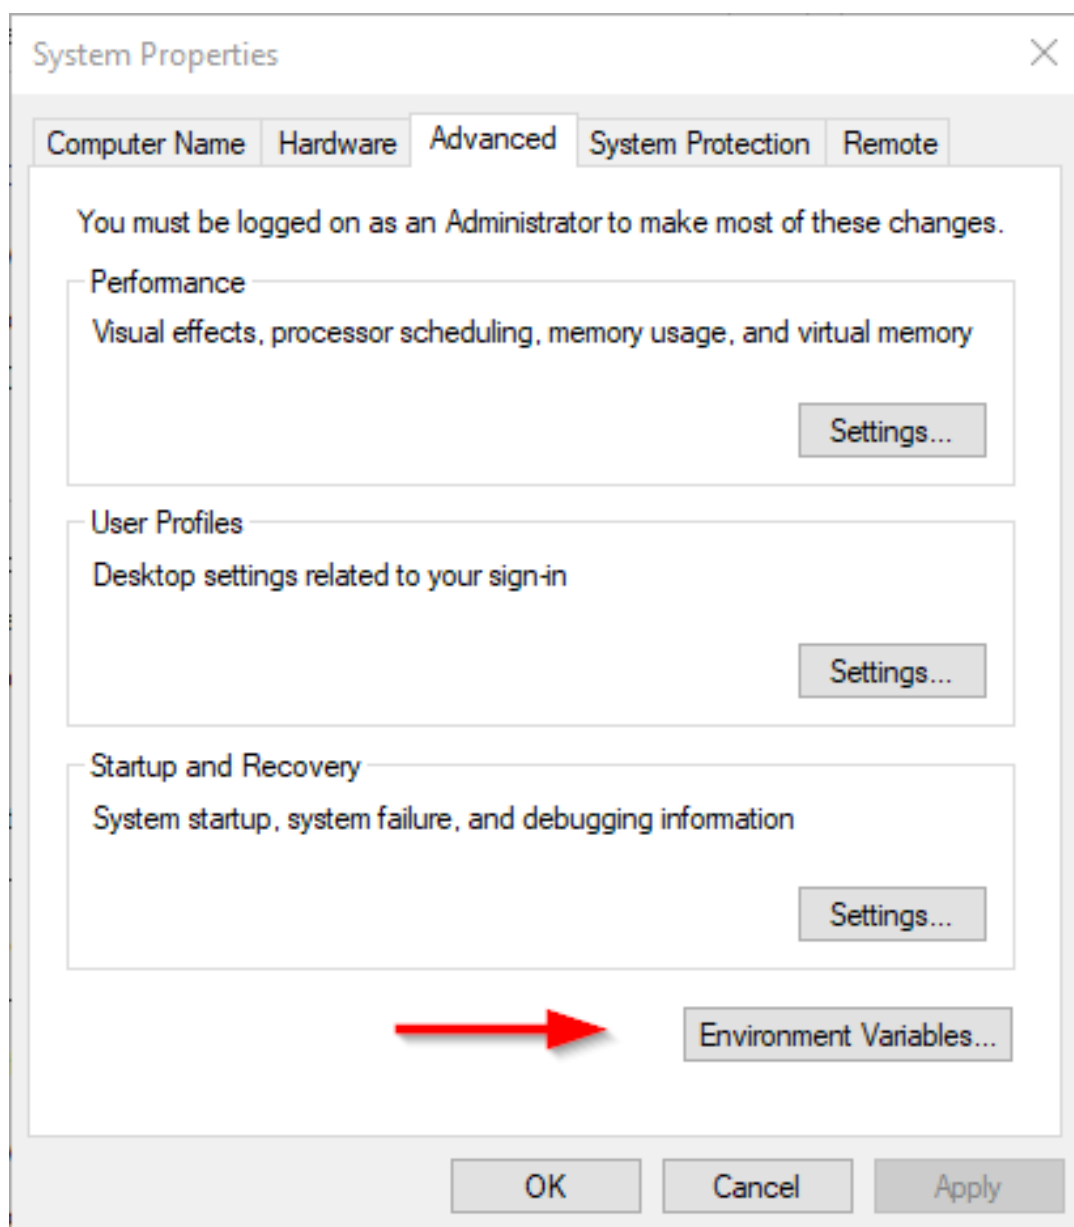 System Properties
Computer Name Hardware Advanced System Protection Remote
You must be logged on as an Administrator to make most of these changes.
Performance
Visual effects, processor scheduling, memory usage, and virtual memory
Settings...
User Profiles
Desktop settings related to your sign-in
Settings...
Startup and Recovery
System startup, system failure, and debugging information
Settings...
Environment Variables...
OK Cancel Apply